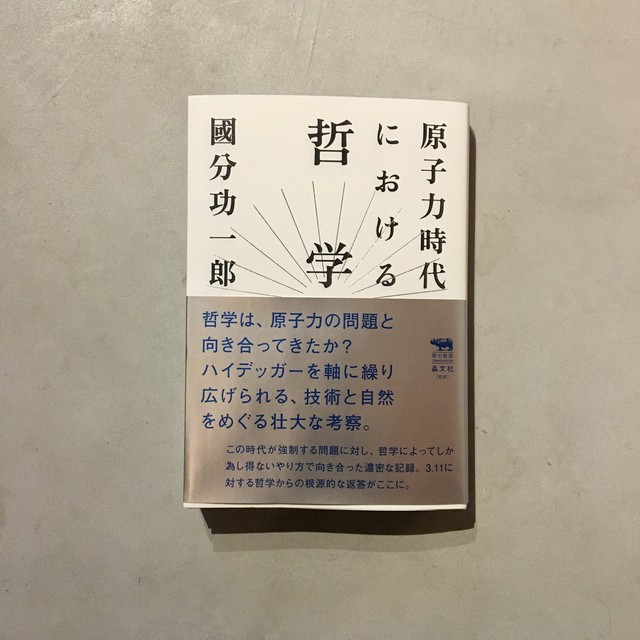 原子力時代
における
哲学
國分功一郎
哲学は、原子力の問題と
向き合ってきたか？
ハイデッガーを軸に繰り
広げられる、技術と自然
をめぐる壮大な考察。
この時代が強制する問題に対し、哲学によってしか
為し得ないやり方で向き合った濃密な記録。3.11に
対する哲学からの根源的な返答がここに。
犀の教室
晶文社